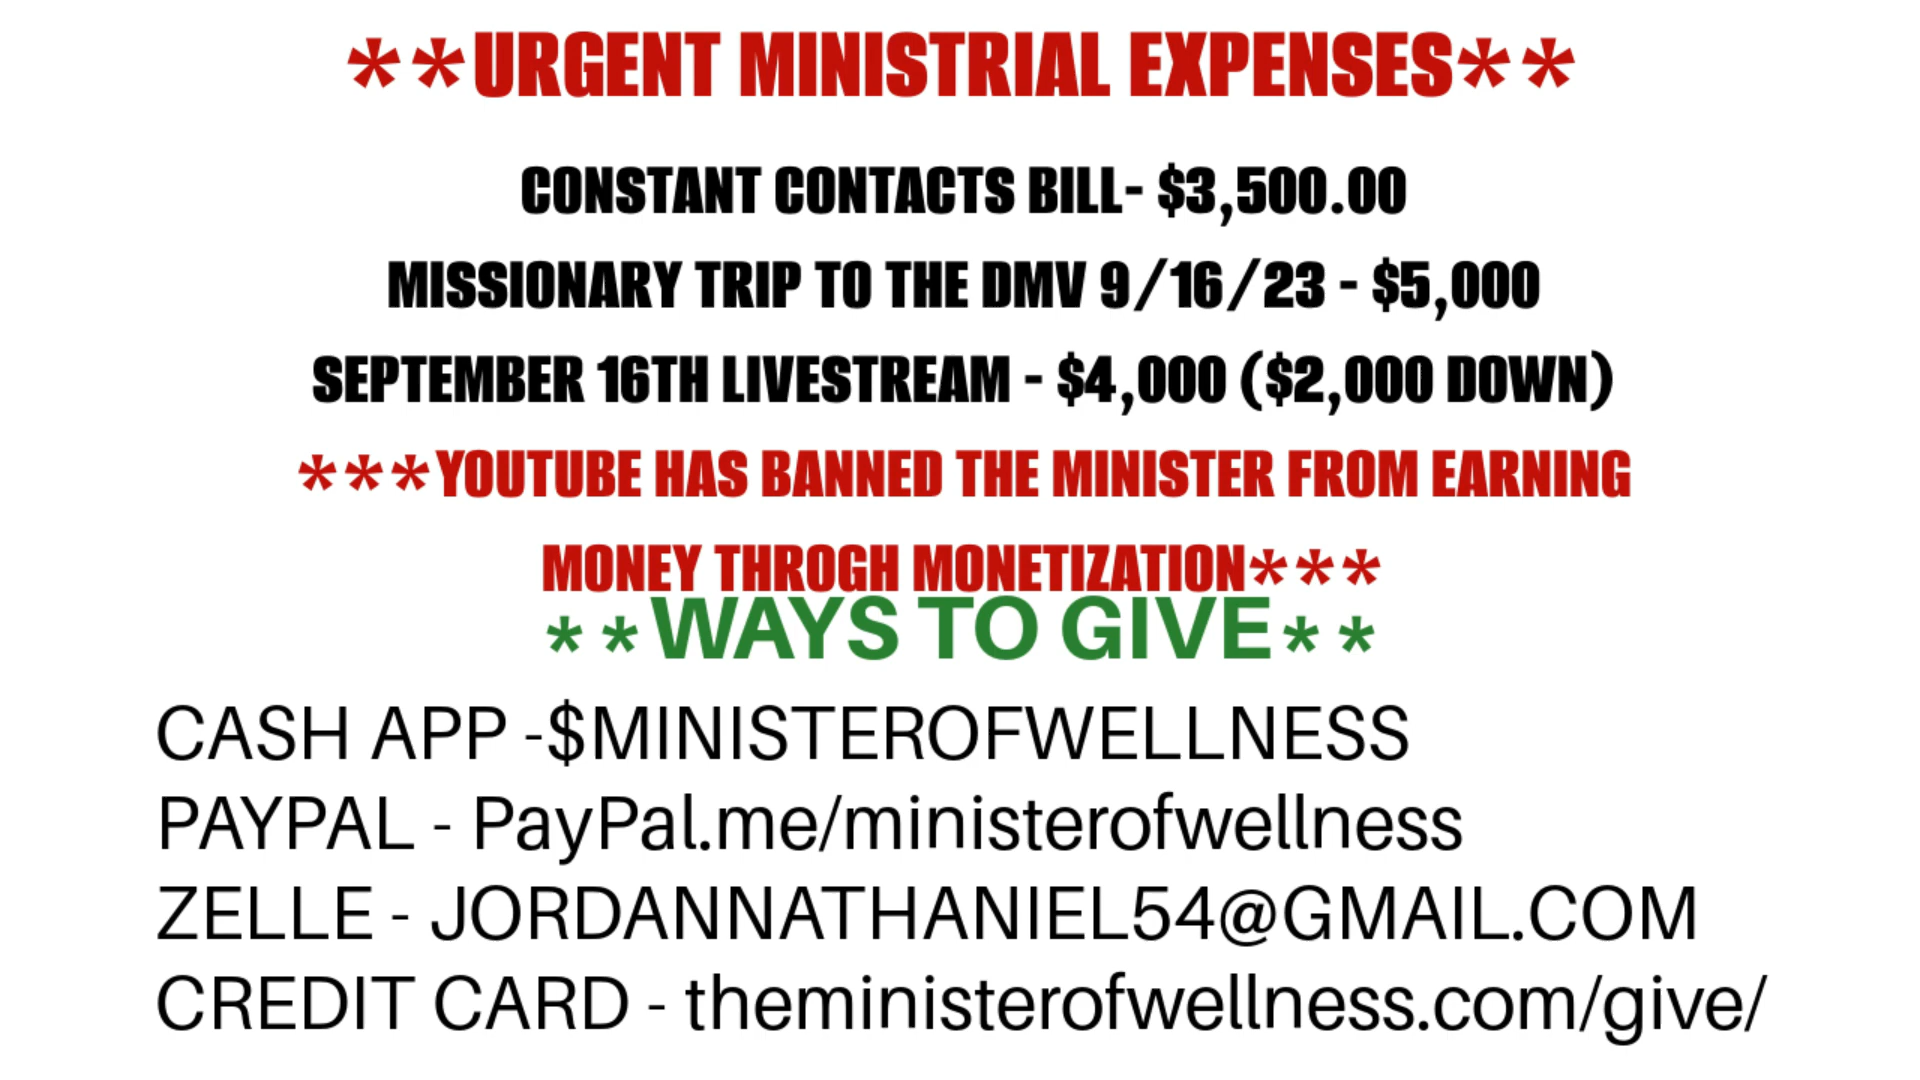 **URGENT MINISTRIAL EXPENSES**
CONSTANT CONTACTS BILL- $3,500.00
MISSIONARY TRIP TO THE DMV 9/16/23 - $5,000
SEPTEMBER 16TH LIVESTREAM - $4,000 ($2,000 DOWN)
***YOUTUBE HAS BANNED THE MINISTER FROM EARNING
MONEY THROGH MONETIZATION***
**WAYS TO GIVE**
CASH APP -$MINISTEROFWELLNESS
PAYPAL - PayPal.me/ministerofwellness
ZELLE - JORDANNATHANIEL54@GMAIL.COM
CREDIT CARD - theministerofwellness.com/give/